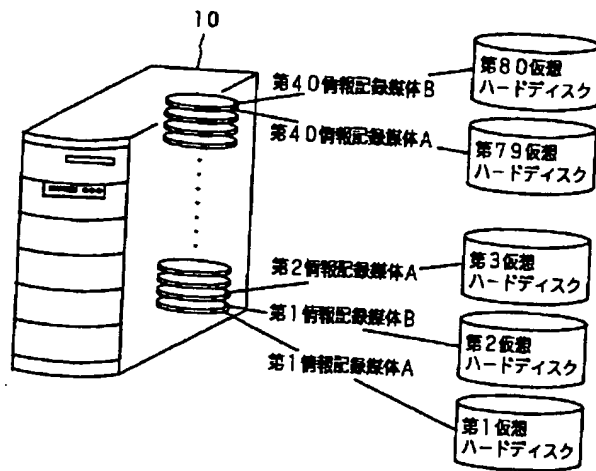 10
第40情報記録媒体B
第80仮想
ハードディスク
第40情報記録媒体A
第79仮想
ハードディスク
第2情報記録媒体A
第3仮想
ハードディスク
第1情報記録媒体B
第2仮想
ハードディスク
第1情報記録媒体A
第1仮想
ハードディスク